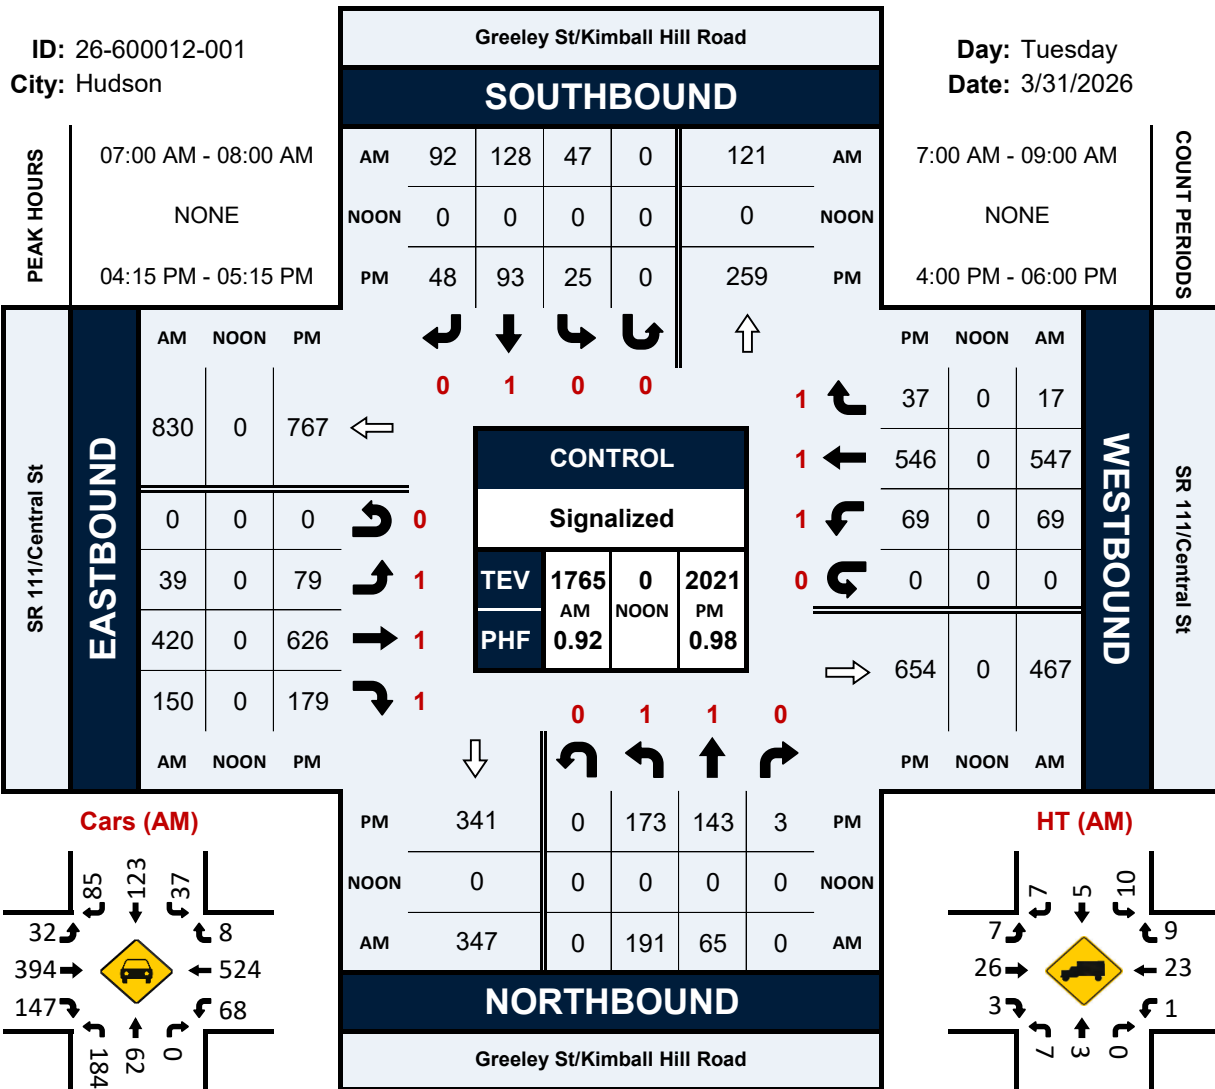 Greeley St/Kimball Hill Road
ID: 26-600012-001
Day: Tuesday
City: Hudson
Date: 3/31/2026
SOUTHBOUND
PEAK HOURS
07:00 AM - 08:00 AM
NONE
04:15 PM - 05:15 PM
AM 92 128 47 0 121 AM
NOON 0 0 0 0 0 NOON
PM 48 93 25 0 259 PM
7:00 AM - 09:00 AM
NONE
4:00 PM - 06:00 PM
COUNT PERIODS
0 1 0 0
SR 111/Central St
EASTBOUND
AM NOON PM
830 0 767
0 0 0 0
39 0 79 1
420 0 626 1
150 0 179 1
AM NOON PM
CONTROL
Signalized
TEV 1765 0 2021
AM NOON PM
PHF 0.92 0.98
PM NOON AM
1 37 0 17
1 546 0 547
1 69 0 69
0 0 0 0
654 0 467
PM NOON AM
WESTBOUND
SR 111/Central St
0 1 1 0
PM 341 0 173 143 3 PM
NOON 0 0 0 0 0 NOON
AM 347 0 191 65 0 AM
NORTHBOUND
Greeley St/Kimball Hill Road
Cars (AM)
85 123 37
32 8
394 524
147 68
184 62 0
HT (AM)
7 5 10
7 9
26 23
3 1
7 3 0